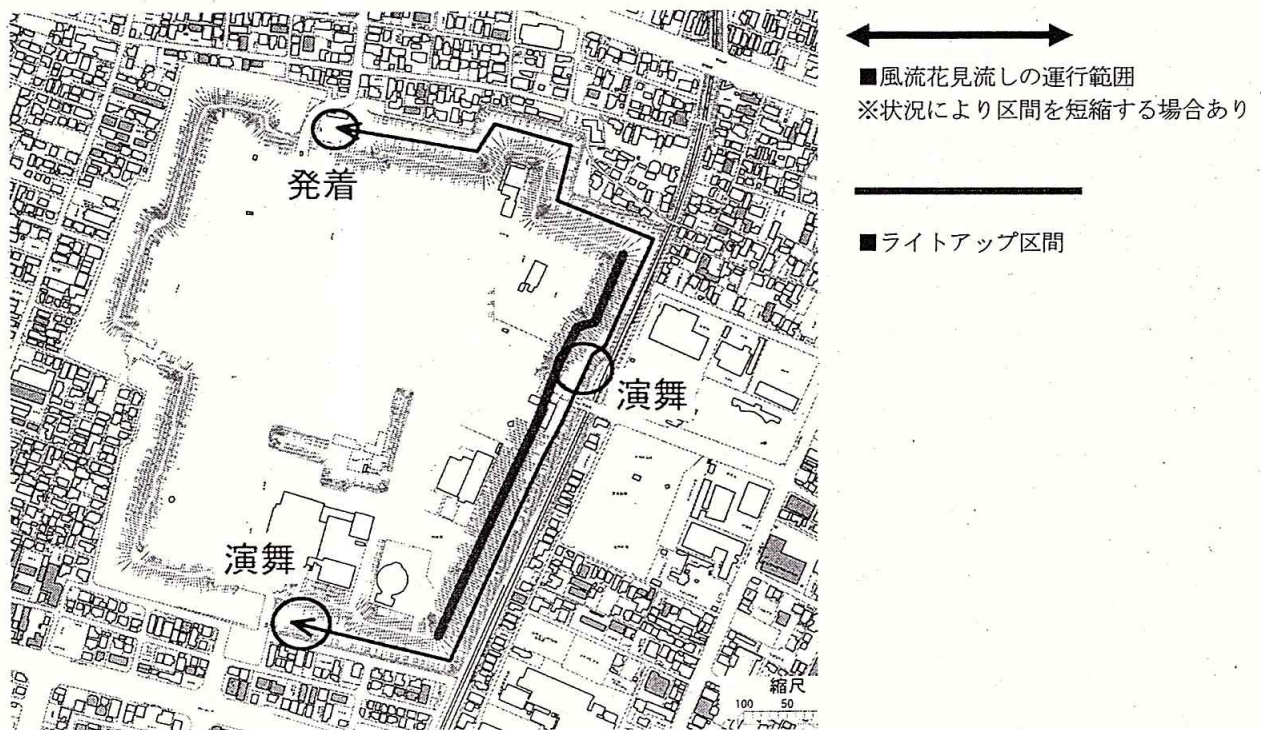 発着
演舞
演舞
縮尺
100 50
■風流花見流しの運行範囲
※状況により区間を短縮する場合あり
■ライトアップ区間